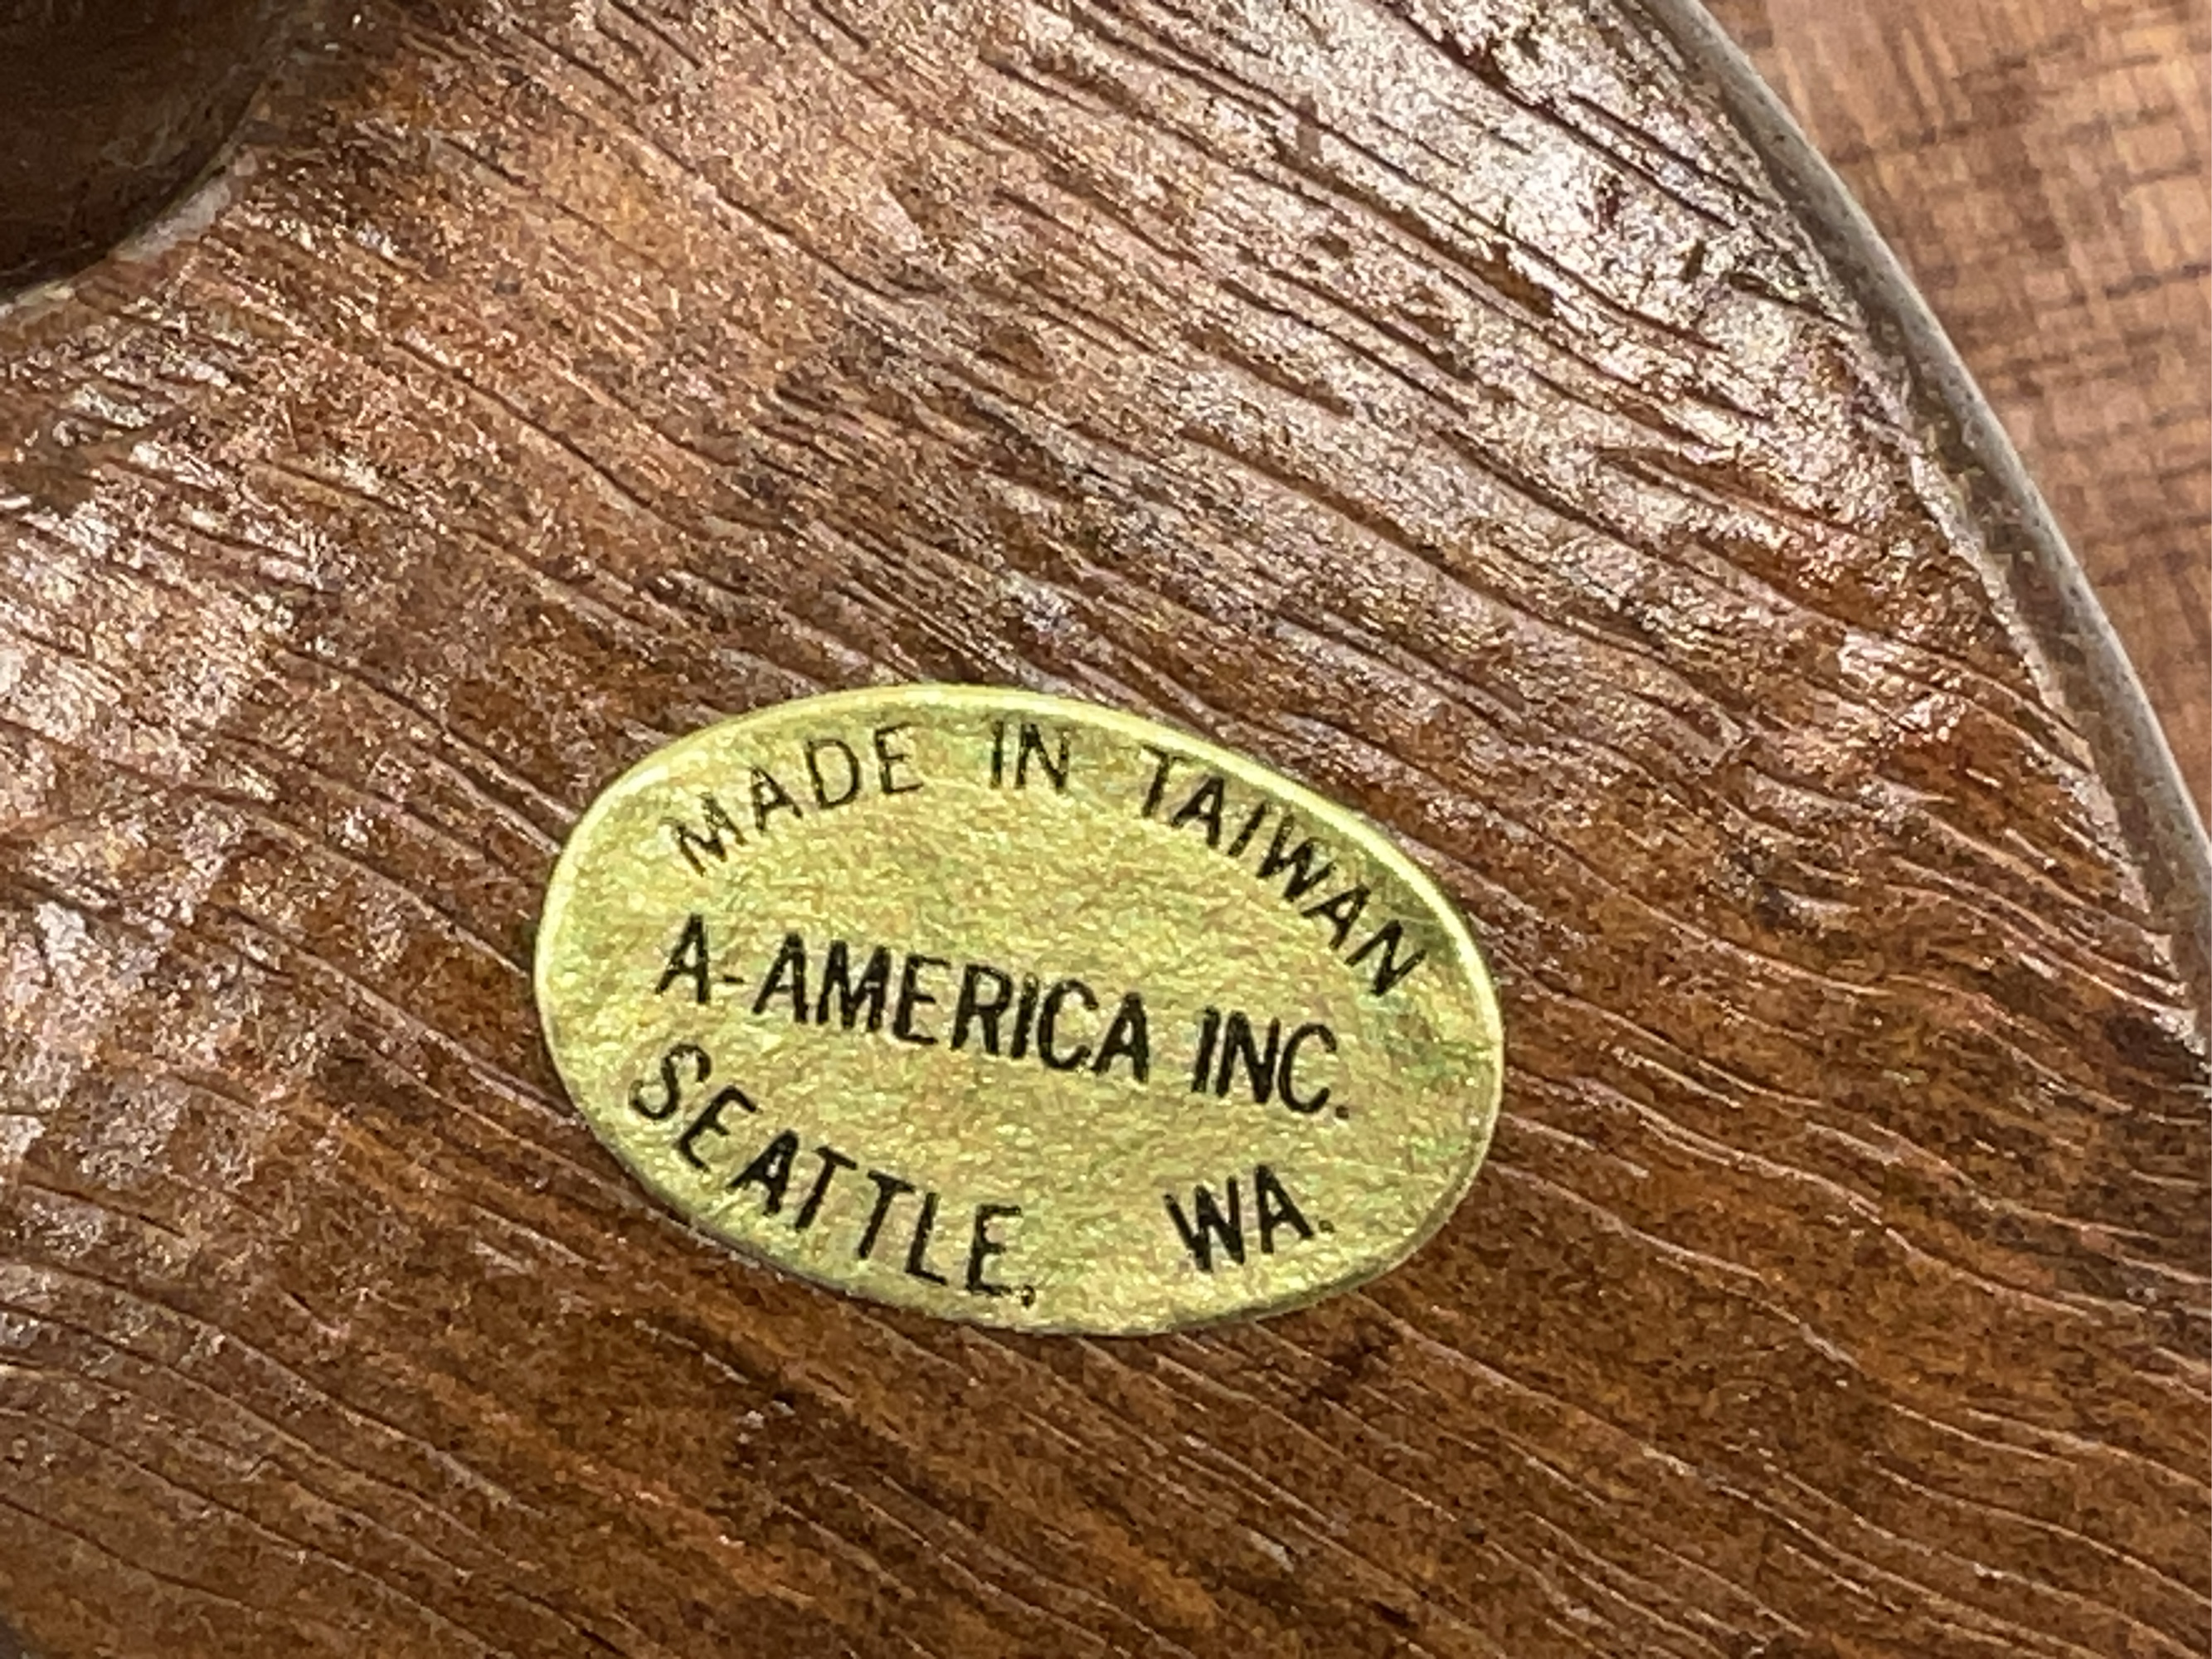 MADE IN TAIWAN
A-AMERICA INC.
SEATTLE, WA.